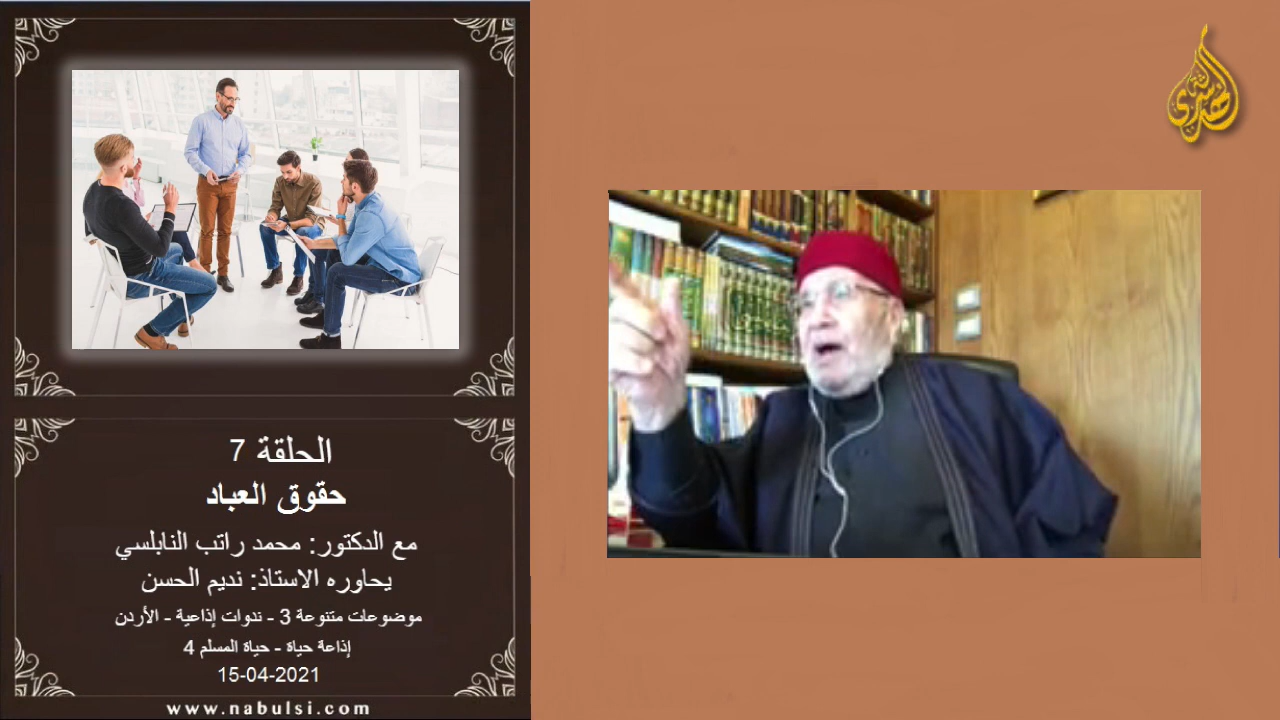 الحلقة 7
حقوق العباد
مع الدكتور: محمد راتب النابلسي
يحاوره الاستاذ: نديم الحسن
موضوعات متنوعة 3 - ندوات إذاعية - الأردن
إذاعة حياة - حياة المسلم 4
15-04-2021
www.nabulsi.com